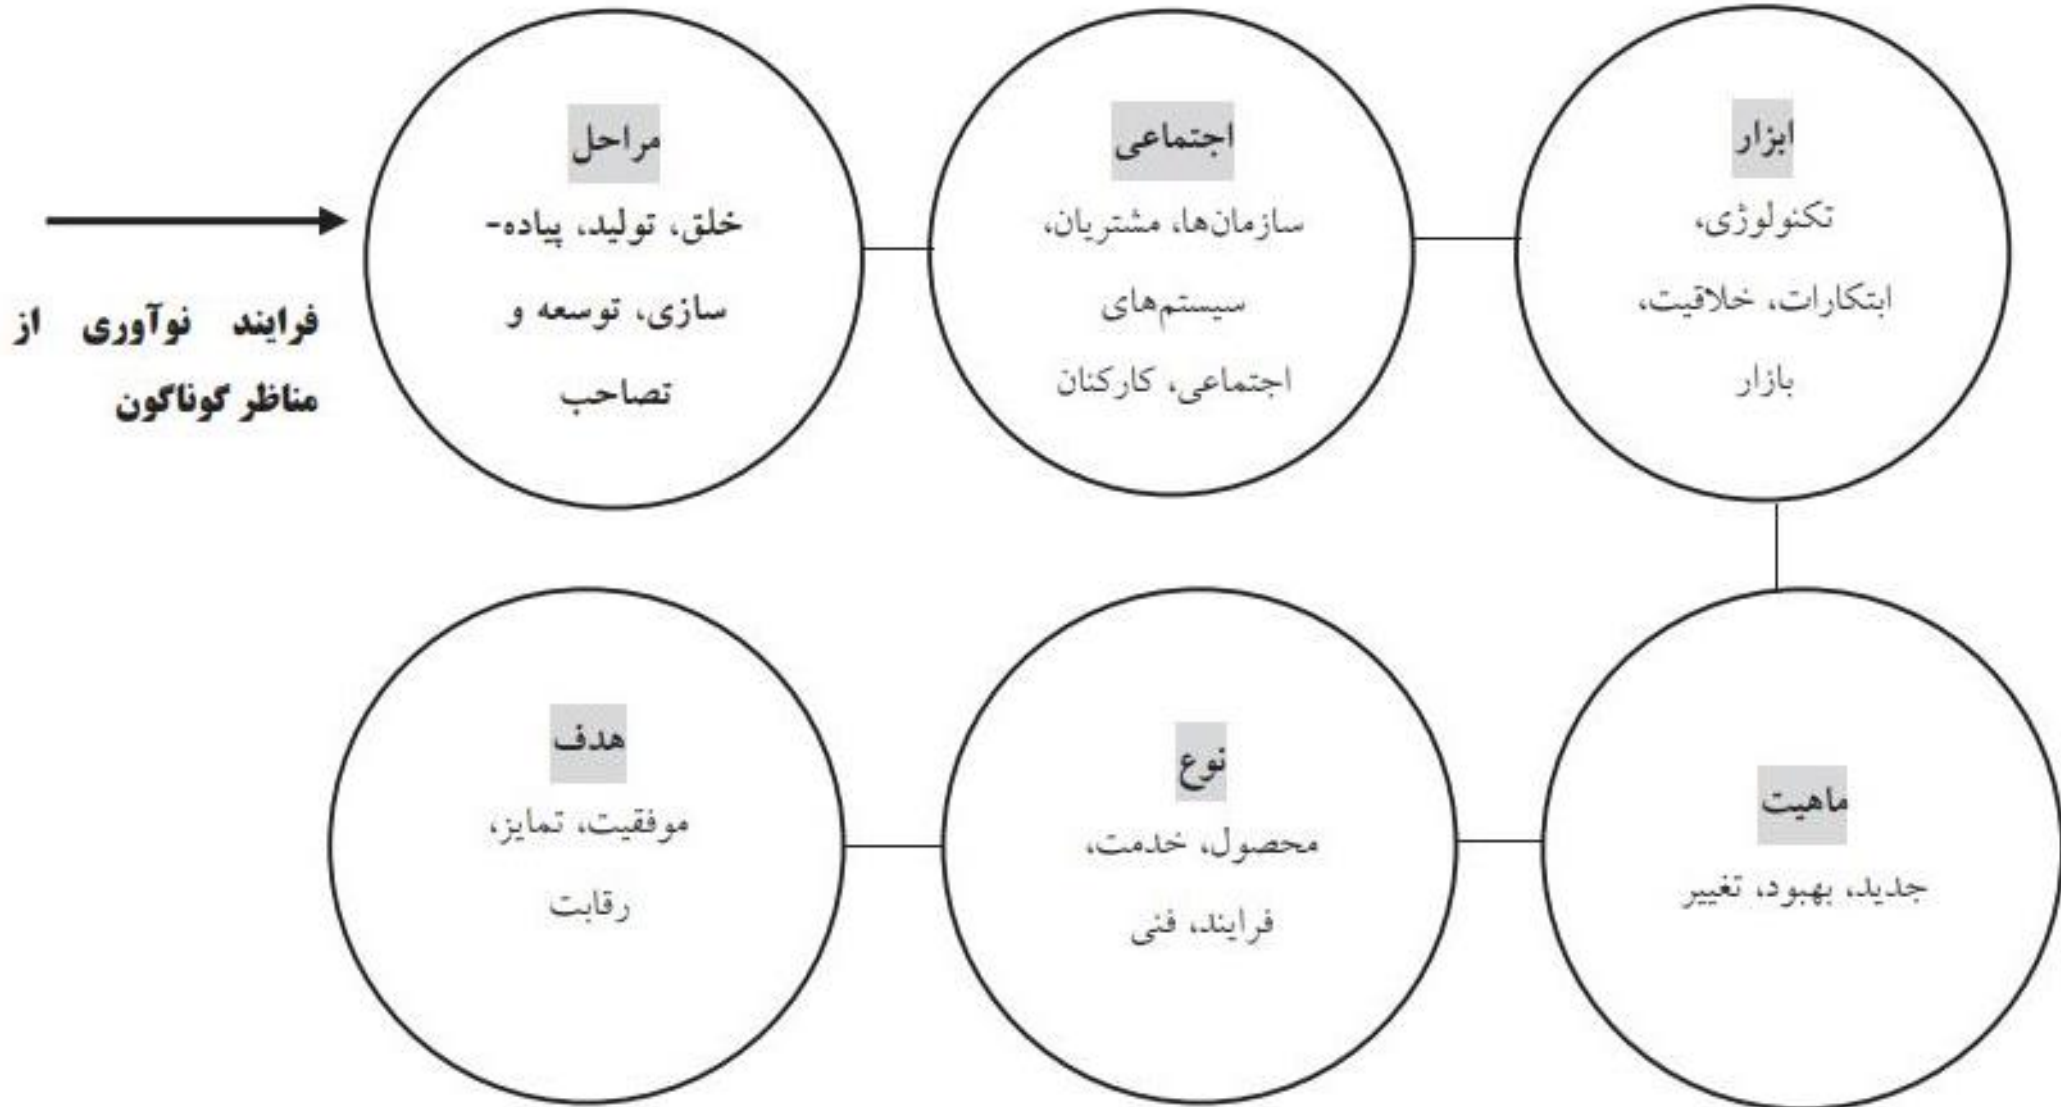 فرایند نوآوری از
مناظر گوناگون
مراحل
خلق، تولید، پیاده-
سازی، توسعه و
تصاحب
اجتماعی
سازمان‌ها، مشتریان،
سیستم‌های
اجتماعی، کارکنان
ابزار
تکنولوژی،
ابتکارات، خلاقیت،
بازار
ماهیت
جدید، بهبود، تغییر
نوع
محصول، خدمت،
فرایند، فنی
هدف
موفقیت، تمایز،
رقابت